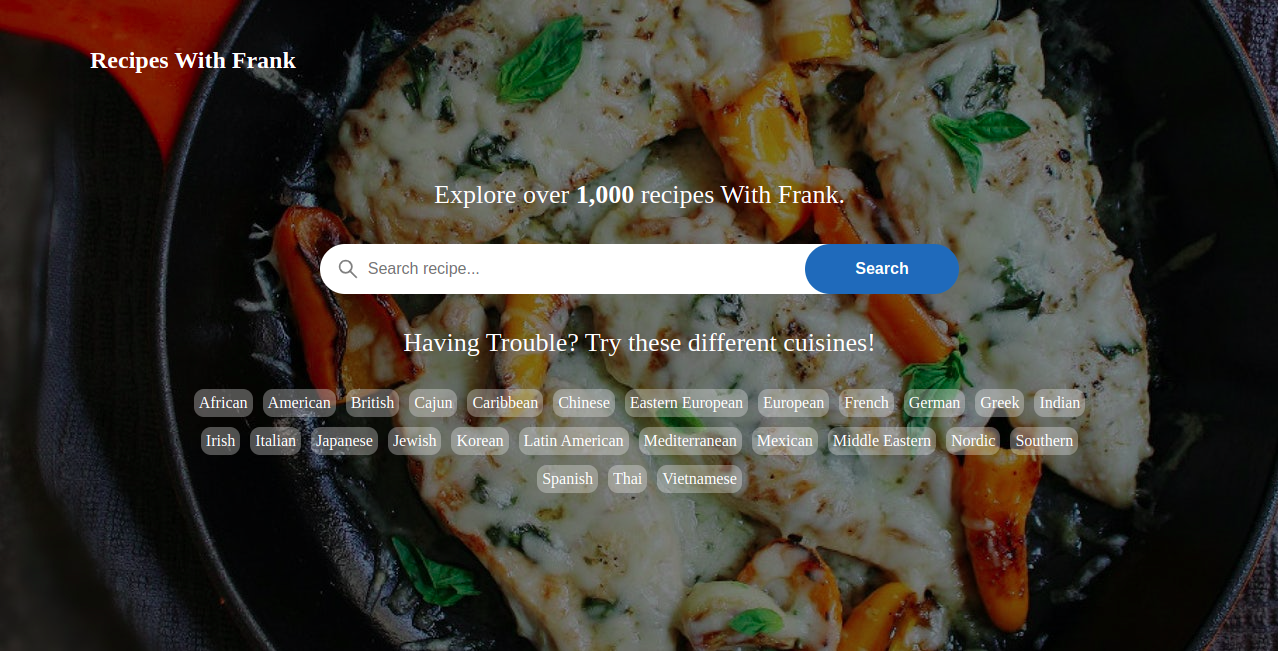 Recipes With Frank
Explore over 1,000 recipes With Frank.
Search recipe... Search
Having Trouble? Try these different cuisines!
African American British Cajun Caribbean Chinese Eastern European European French German Greek Indian
Irish Italian Japanese Jewish Korean Latin American Mediterranean Mexican Middle Eastern Nordic Southern
Spanish Thai Vietnamese